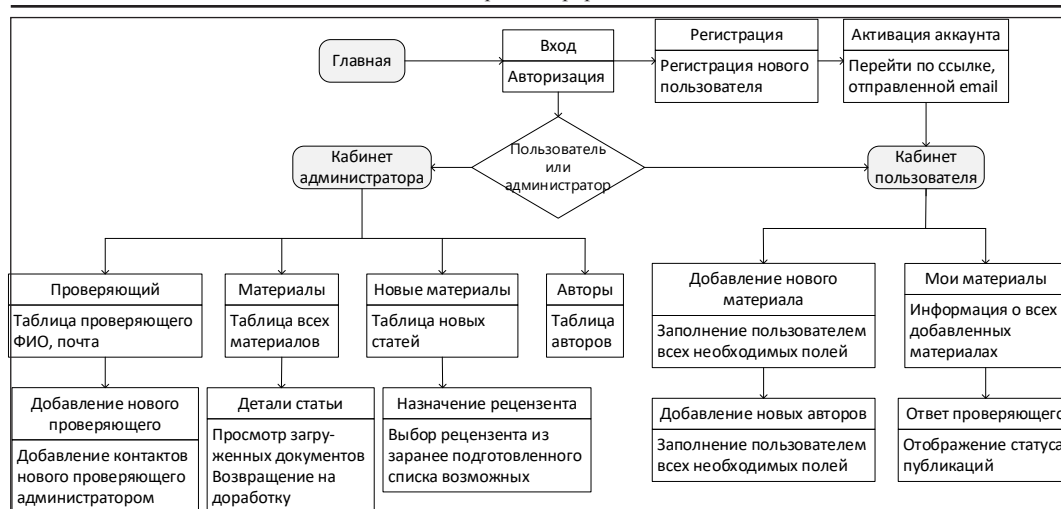 Главная
Вход
Авторизация
Регистрация
Регистрация нового
пользователя
Активация аккаунта
Перейти по ссылке,
отправленной email
Кабинет
администратора
Пользователь
или
администратор
Кабинет
пользователя
Проверяющий
Таблица проверяющего
ФИО, почта
Материалы
Таблица всех
материалов
Новые материалы
Таблица новых
статей
Авторы
Таблица
авторов
Добавление нового
материала
Заполнение пользователем
всех необходимых полей
Мои материалы
Информация о всех
добавленных
материалах
Добавление нового
проверяющего
Добавление контактов
нового проверяющего
администратором
Детали статьи
Просмотр загру-
женных документов
Возвращение на
доработку
Назначение рецензента
Выбор рецензента из
заранее подготовленного
списка возможных
Добавление новых авторов
Заполнение пользователем
всех необходимых полей
Ответ проверяющего
Отображение статуса
публикаций